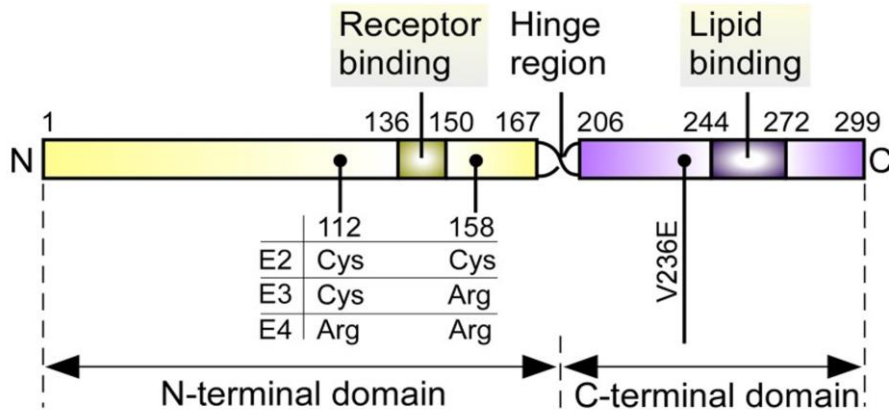 Receptor binding
Hinge region
Lipid binding
1 136 150 167 206 244 272 299
N C
112 158
E2 Cys Cys
E3 Cys Arg
E4 Arg Arg
V236E
N-terminal domain C-terminal domain